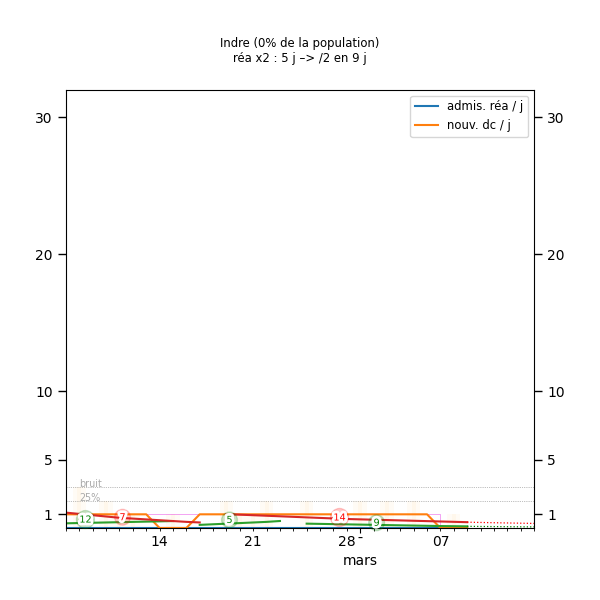 Indre (0% de la population)
réa x2 : 5 j –> /2 en 9 j
admis. réa / j
nouv. dc / j
30 30
20 20
10 10
5 5
bruit
25%
1 12 7 5 14 9 1
14 21 28 07
mars